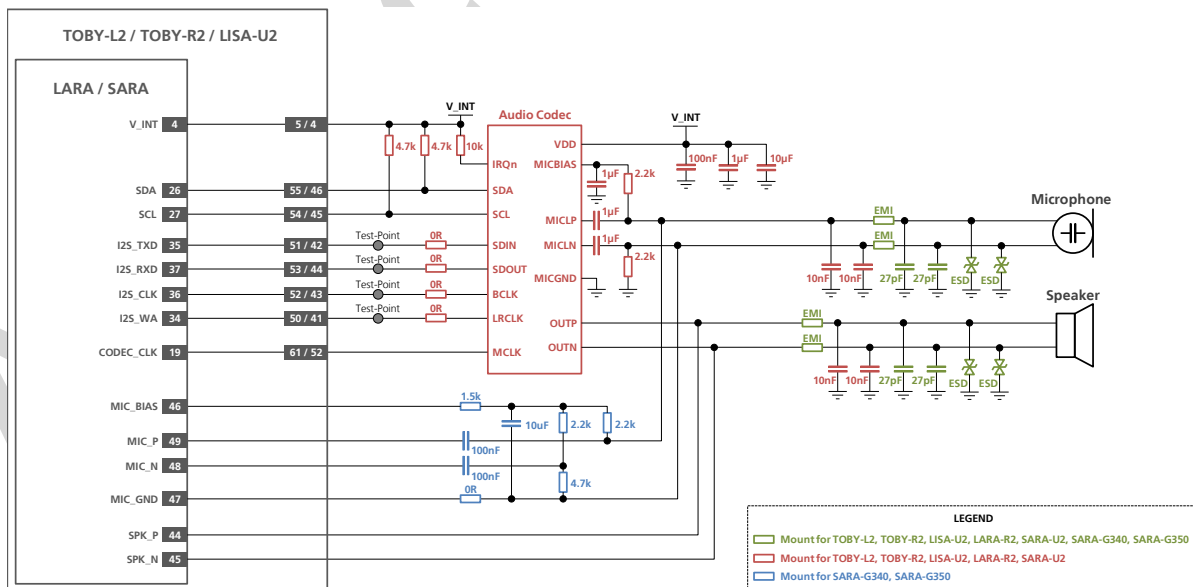 TOBY-L2 / TOBY-R2 / LISA-U2
LARA / SARA
V_INT 4 5 / 4
V_INT
4.7k 4.7k 10k
Audio Codec
IRQn
SDA 26 55 / 46 SDA
SCL 27 54 / 45 SCL
I2S_TXD 35 51 / 42 Test-Point 0R SDIN
I2S_RXD 37 53 / 44 Test-Point 0R SDOUT
I2S_CLK 36 52 / 43 Test-Point 0R BCLK
I2S_WA 34 50 / 41 Test-Point 0R LRCLK
CODEC_CLK 19 61 / 52 MCLK
VDD
MICBIAS
MICLP
MICLN
MICGND
OUTP
OUTN
V_INT
100nF 1µF 10µF
1µF 2.2k
1µF
1µF
2.2k
EMI
EMI
10nF 10nF 27pF 27pF ESD ESD
Microphone
Speaker
EMI
EMI
10nF 10nF 27pF 27pF ESD ESD
MIC_BIAS 46 1.5k
10uF 2.2k 2.2k
MIC_P 49 100nF
MIC_N 48 100nF
4.7k
MIC_GND 47 0R
SPK_P 44
SPK_N 45
LEGEND
Mount for TOBY-L2, TOBY-R2, LISA-U2, LARA-R2, SARA-U2, SARA-G340, SARA-G350
Mount for TOBY-L2, TOBY-R2, LISA-U2, LARA-R2, SARA-U2
Mount for SARA-G340, SARA-G350